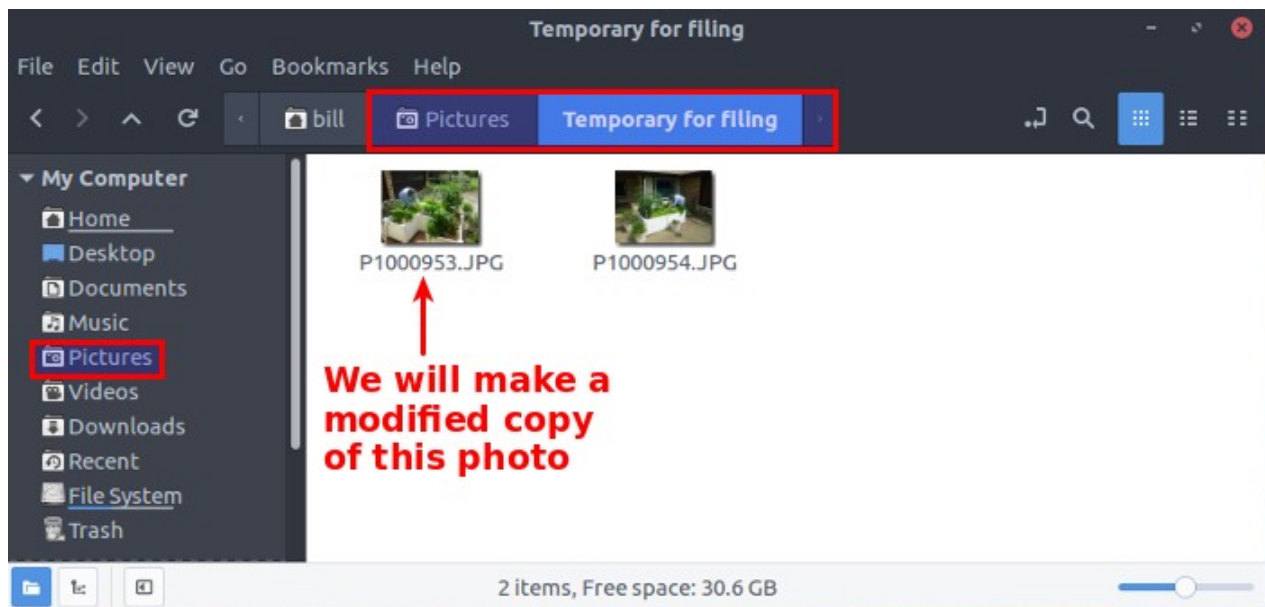 Temporary for filing
File Edit View Go Bookmarks Help
bill Pictures Temporary for filing
My Computer
Home
Desktop
Documents
Music
Pictures
Videos
Downloads
Recent
File System
Trash
P1000953.JPG P1000954.JPG
We will make a
modified copy
of this photo
2 items, Free space: 30.6 GB